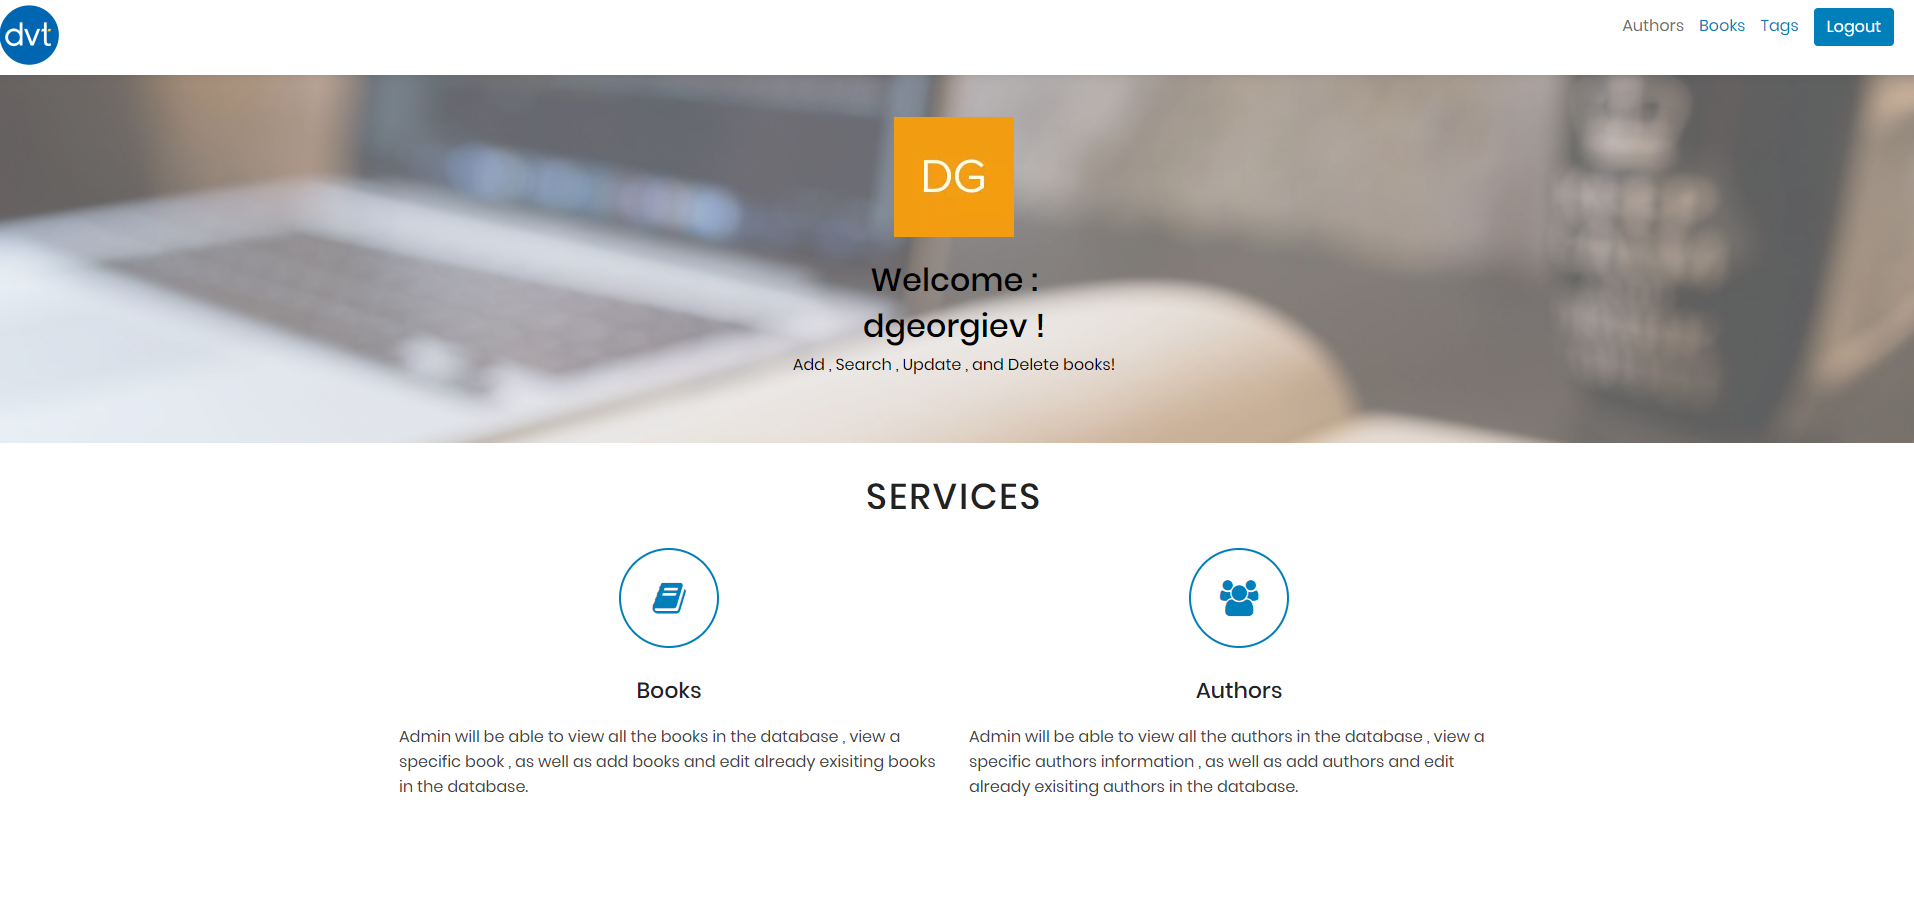 dvt
Authors Books Tags Logout
DG
Welcome :
dgeorgiev !
Add , Search , Update , and Delete books!
SERVICES
Books
Admin will be able to view all the books in the database , view a
specific book , as well as add books and edit already exisiting books
in the database.
Authors
Admin will be able to view all the authors in the database , view a
specific authors information , as well as add authors and edit
already exisiting authors in the database.